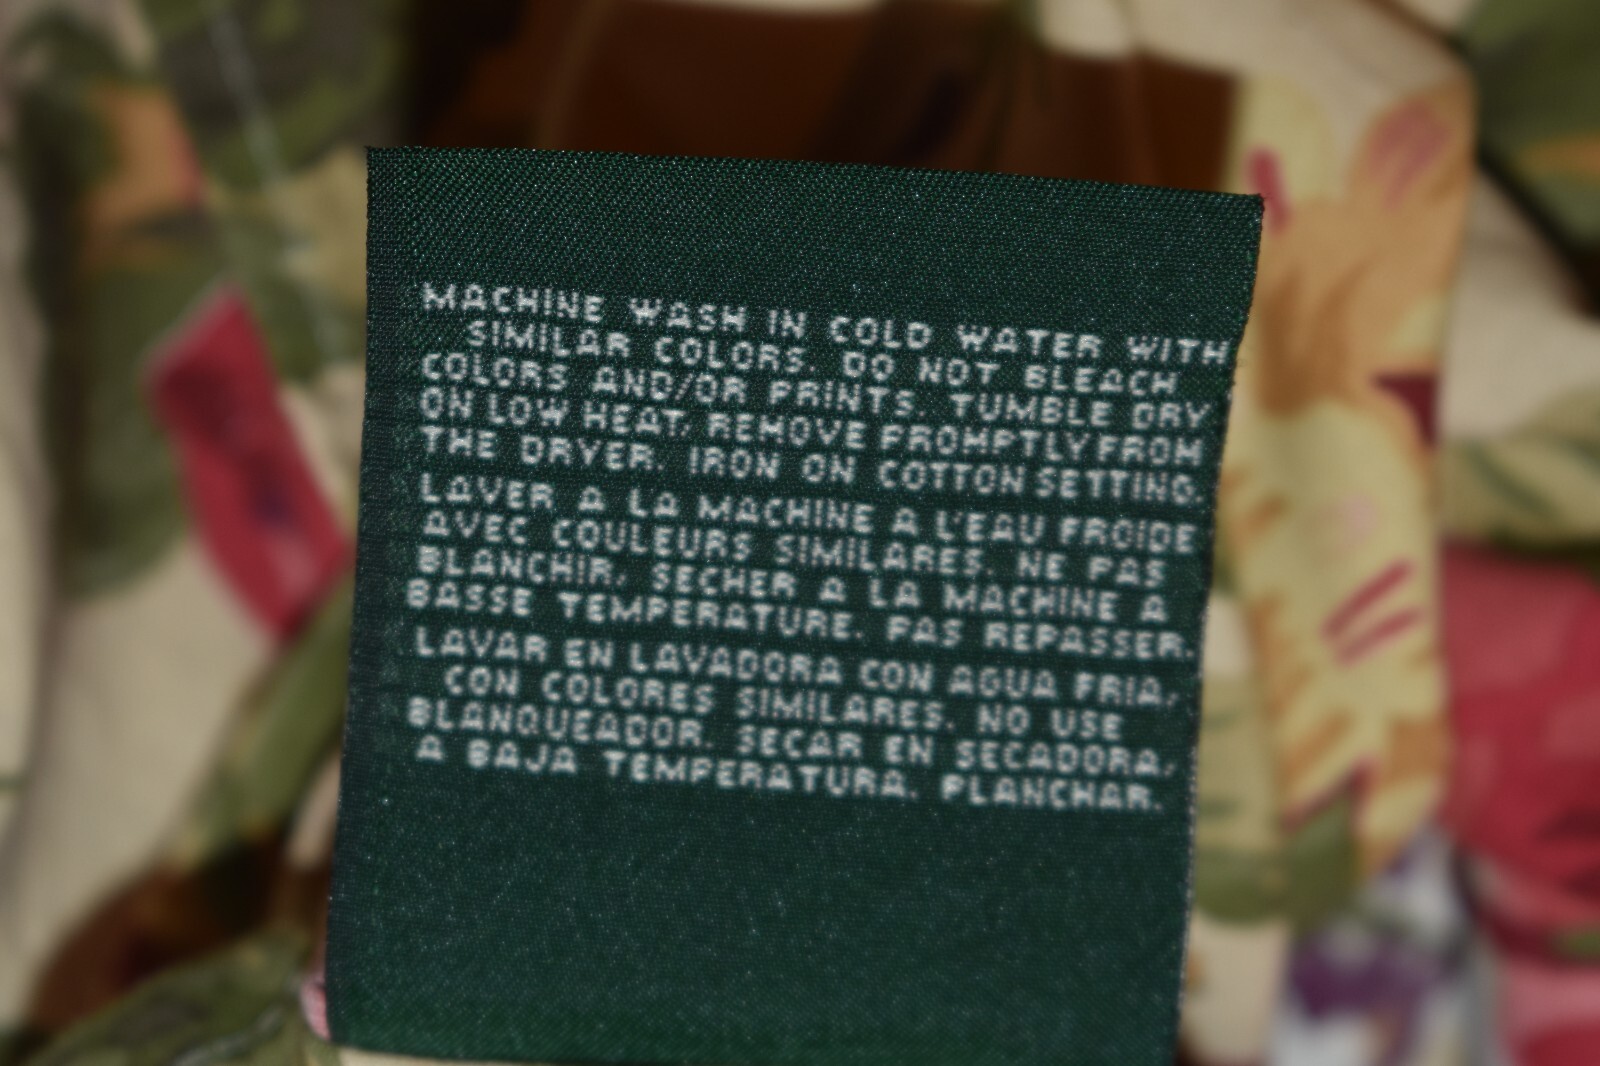 MACHINE WASH IN COLD WATER WITH
SIMILAR COLORS. DO NOT BLEACH
COLORS AND/OR PRINTS. TUMBLE DRY
ON LOW HEAT, REMOVE PROMPTLY FROM
THE DRYER. IRON ON COTTON SETTING.
LAVER A LA MACHINE A L'EAU FROIDE
AVEC COULEURS SIMILARES. NE PAS
BLANCHIR, SECHER A LA MACHINE A
BASSE TEMPERATURE. PAS REPASSER.
LAVAR EN LAVADORA CON AGUA FRIA,
CON COLORES SIMILARES. NO USE
BLANQUEADOR. SECAR EN SECADORA,
A BAJA TEMPERATURA. PLANCHAR.